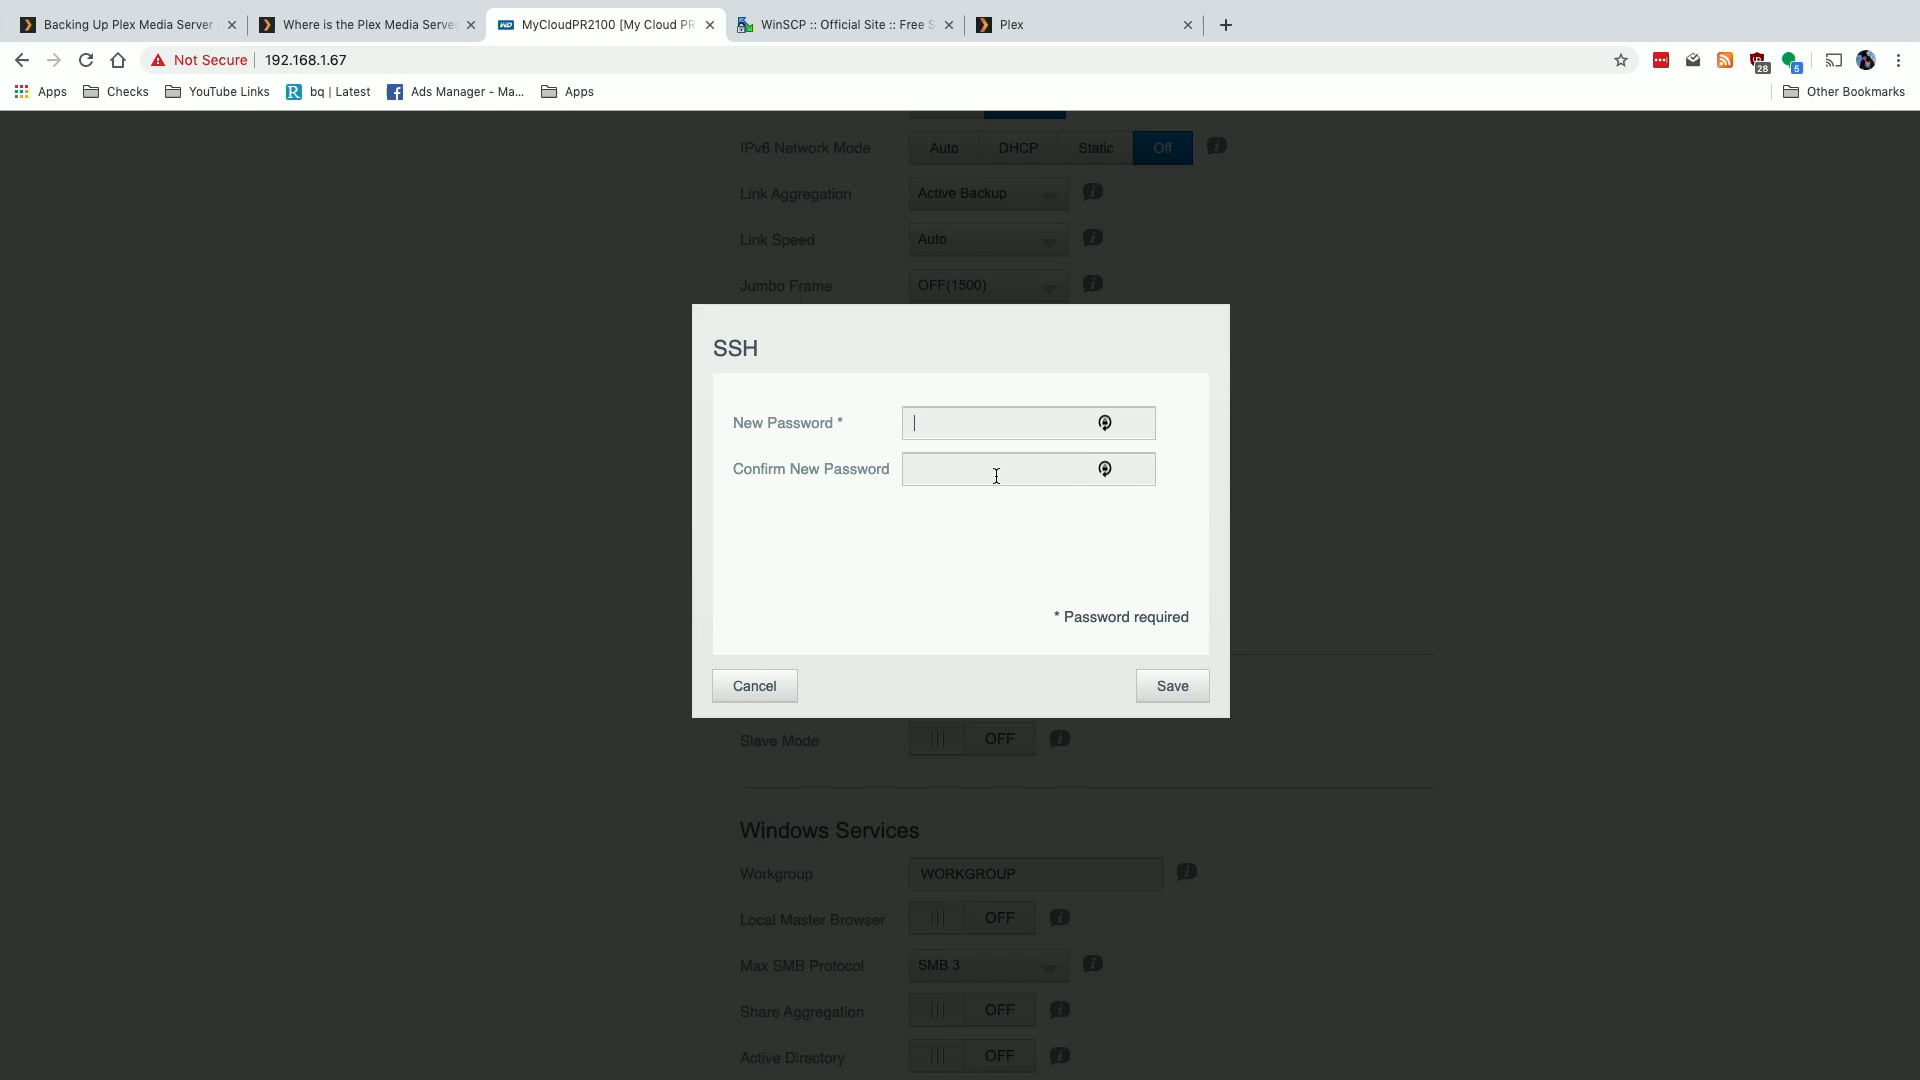 Backing Up Plex Media Server
Where is the Plex Media Server
MyCloudPR2100 [My Cloud PR
WinSCP :: Official Site :: Free S
Plex
Not Secure
192.168.1.67
28
5
Apps
Checks
YouTube Links
bq | Latest
Ads Manager - Ma...
Apps
Other Bookmarks
IPv6 Network Mode
Auto
DHCP
Static
Off
Link Aggregation
Active Backup
Link Speed
Auto
Jumbo Frame
OFF(1500)
SSH
New Password *
Confirm New Password
* Password required
Cancel
Save
Slave Mode
OFF
Windows Services
Workgroup
WORKGROUP
Local Master Browser
OFF
Max SMB Protocol
SMB 3
Share Aggregation
OFF
Active Directory
OFF